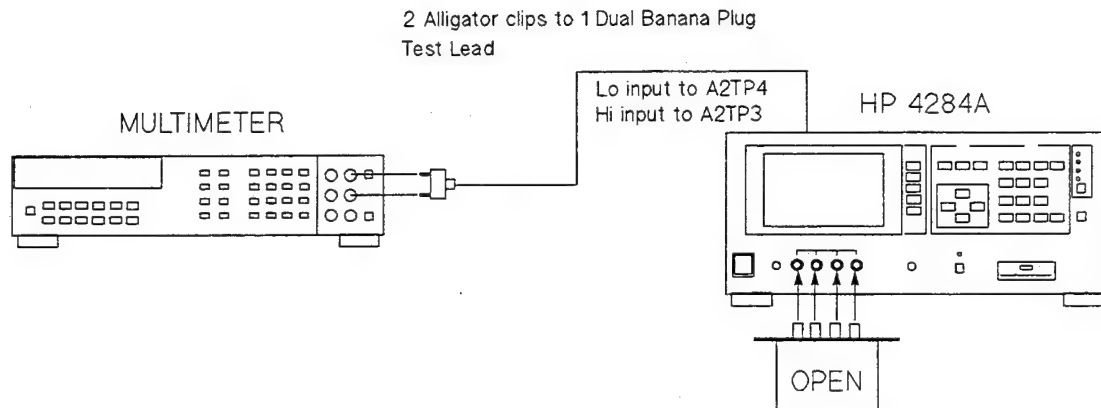 2 Alligator clips to 1 Dual Banana Plug
Test Lead
Lo input to A2TP4
Hi input to A2TP3
HP 4284A
MULTIMETER
OPEN